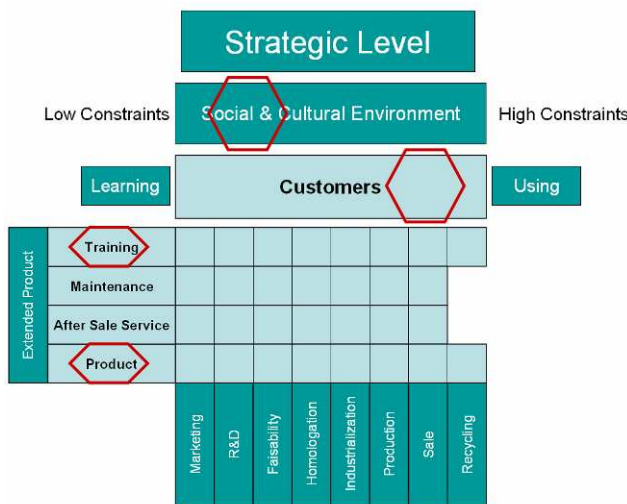 Strategic Level
Low Constraints
Social & Cultural Environment
High Constraints
Learning
Customers
Using
Extended Product
Training
Maintenance
After Sale Service
Product
Marketing
R&D
Faisability
Homologation
Industrialization
Production
Sale
Recycling